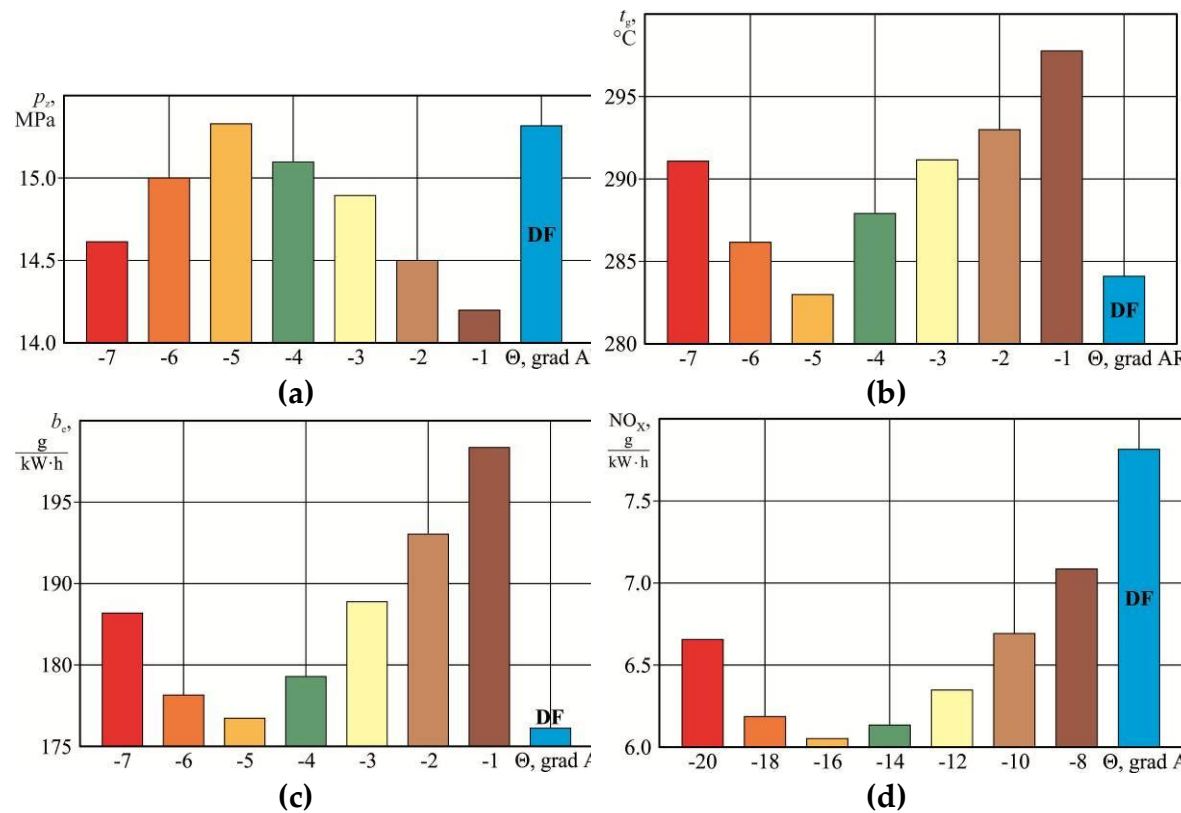 p_z,
MPa
15.0
14.5
14.0
DF
-7 -6 -5 -4 -3 -2 -1 Θ, grad A
(a)
t_g,
°C
295
290
285
280
DF
-7 -6 -5 -4 -3 -2 -1 Θ, grad AR
(b)
b_e,
g
kW·h
195
190
180
175
DF
-7 -6 -5 -4 -3 -2 -1 Θ, grad A
(c)
NO_X,
g
kW·h
7.5
7.0
6.5
6.0
DF
-20 -18 -16 -14 -12 -10 -8 Θ, grad A
(d)